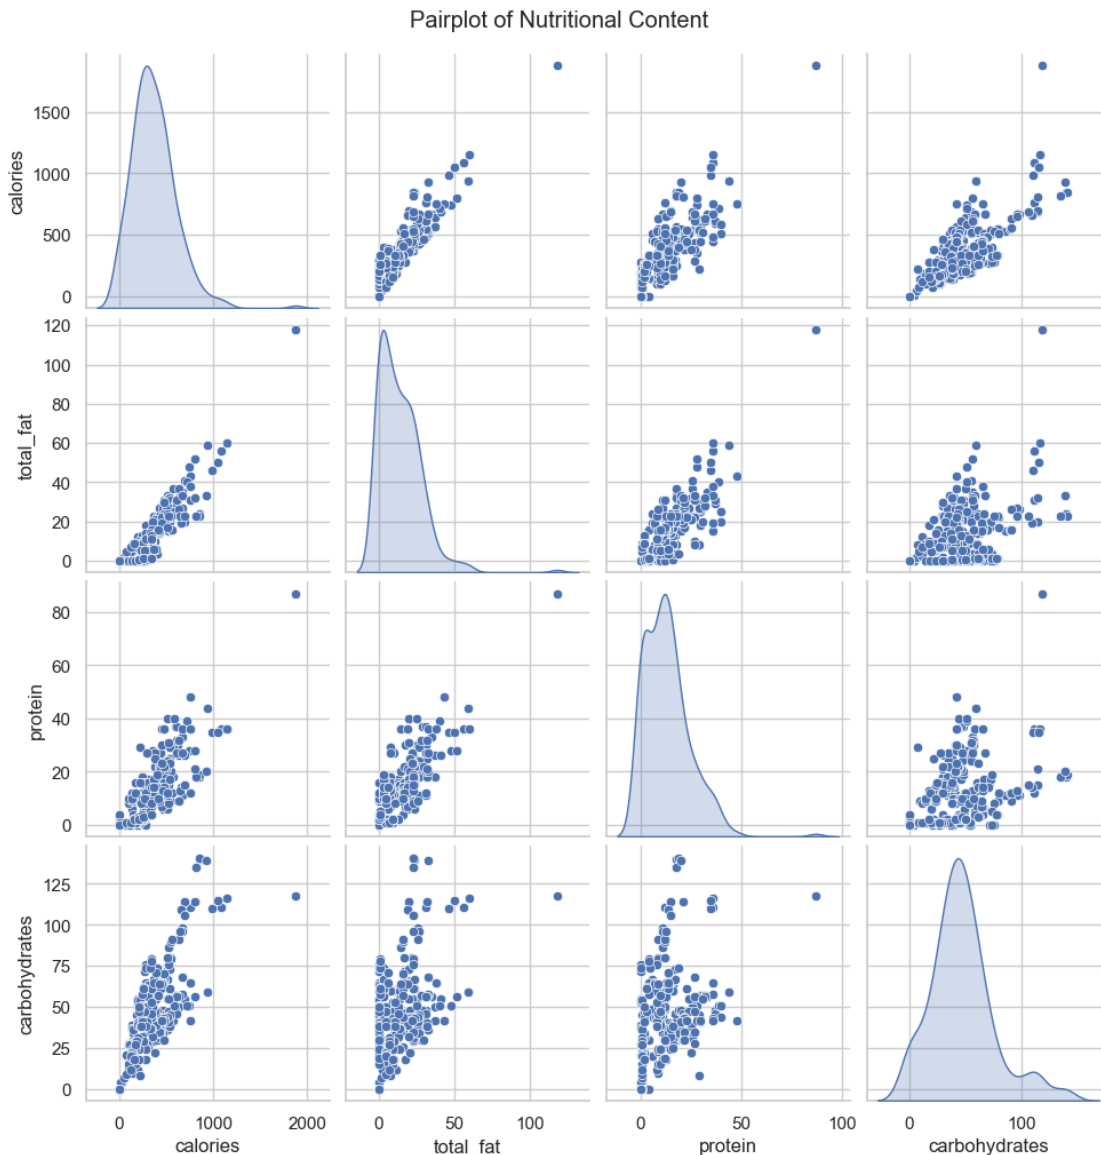 Pairplot of Nutritional Content
1500
1000
500
0
calories
120
100
80
60
40
20
0
total_fat
80
60
40
20
0
protein
125
100
75
50
25
0
carbohydrates
0 1000 2000
calories
0 50 100
total_fat
0 50 100
protein
0 100
carbohydrates